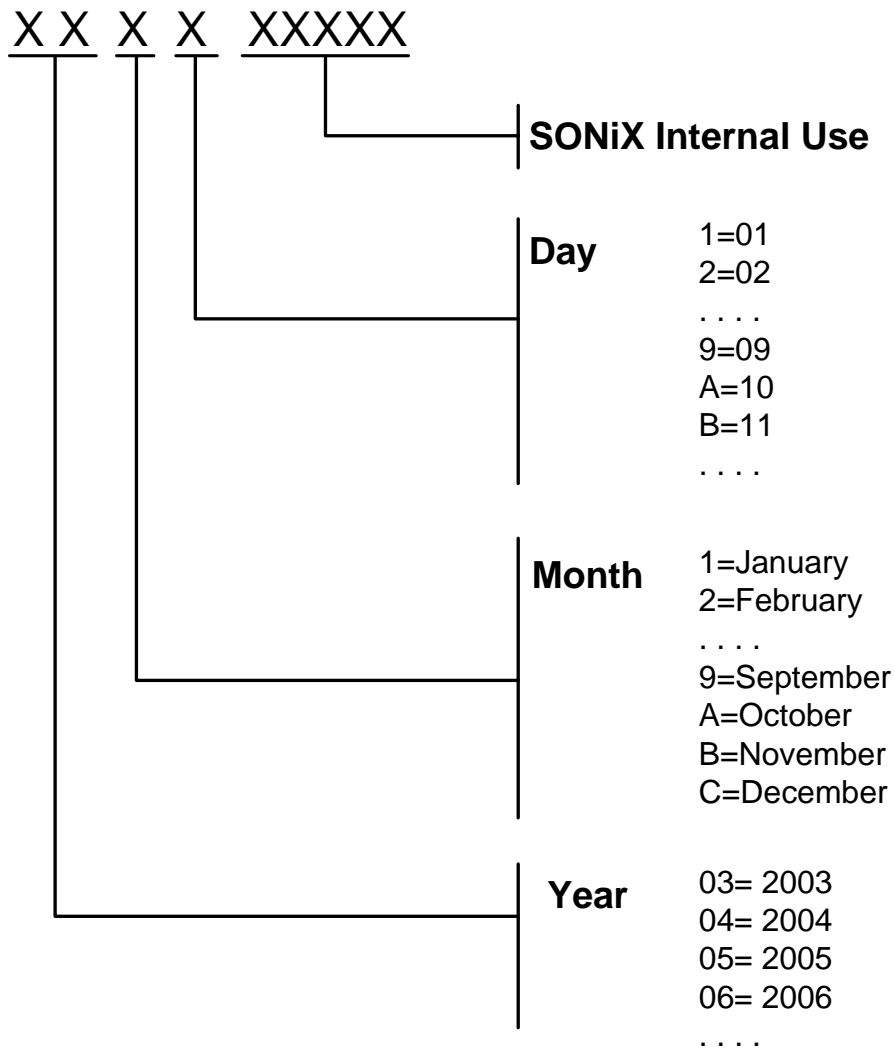 X X X X XXXXX
SONiX Internal Use
Day
1=01
2=02
. . . .
9=09
A=10
B=11
. . . .
Month
1=January
2=February
. . . .
9=September
A=October
B=November
C=December
Year
03= 2003
04= 2004
05= 2005
06= 2006
. . . .